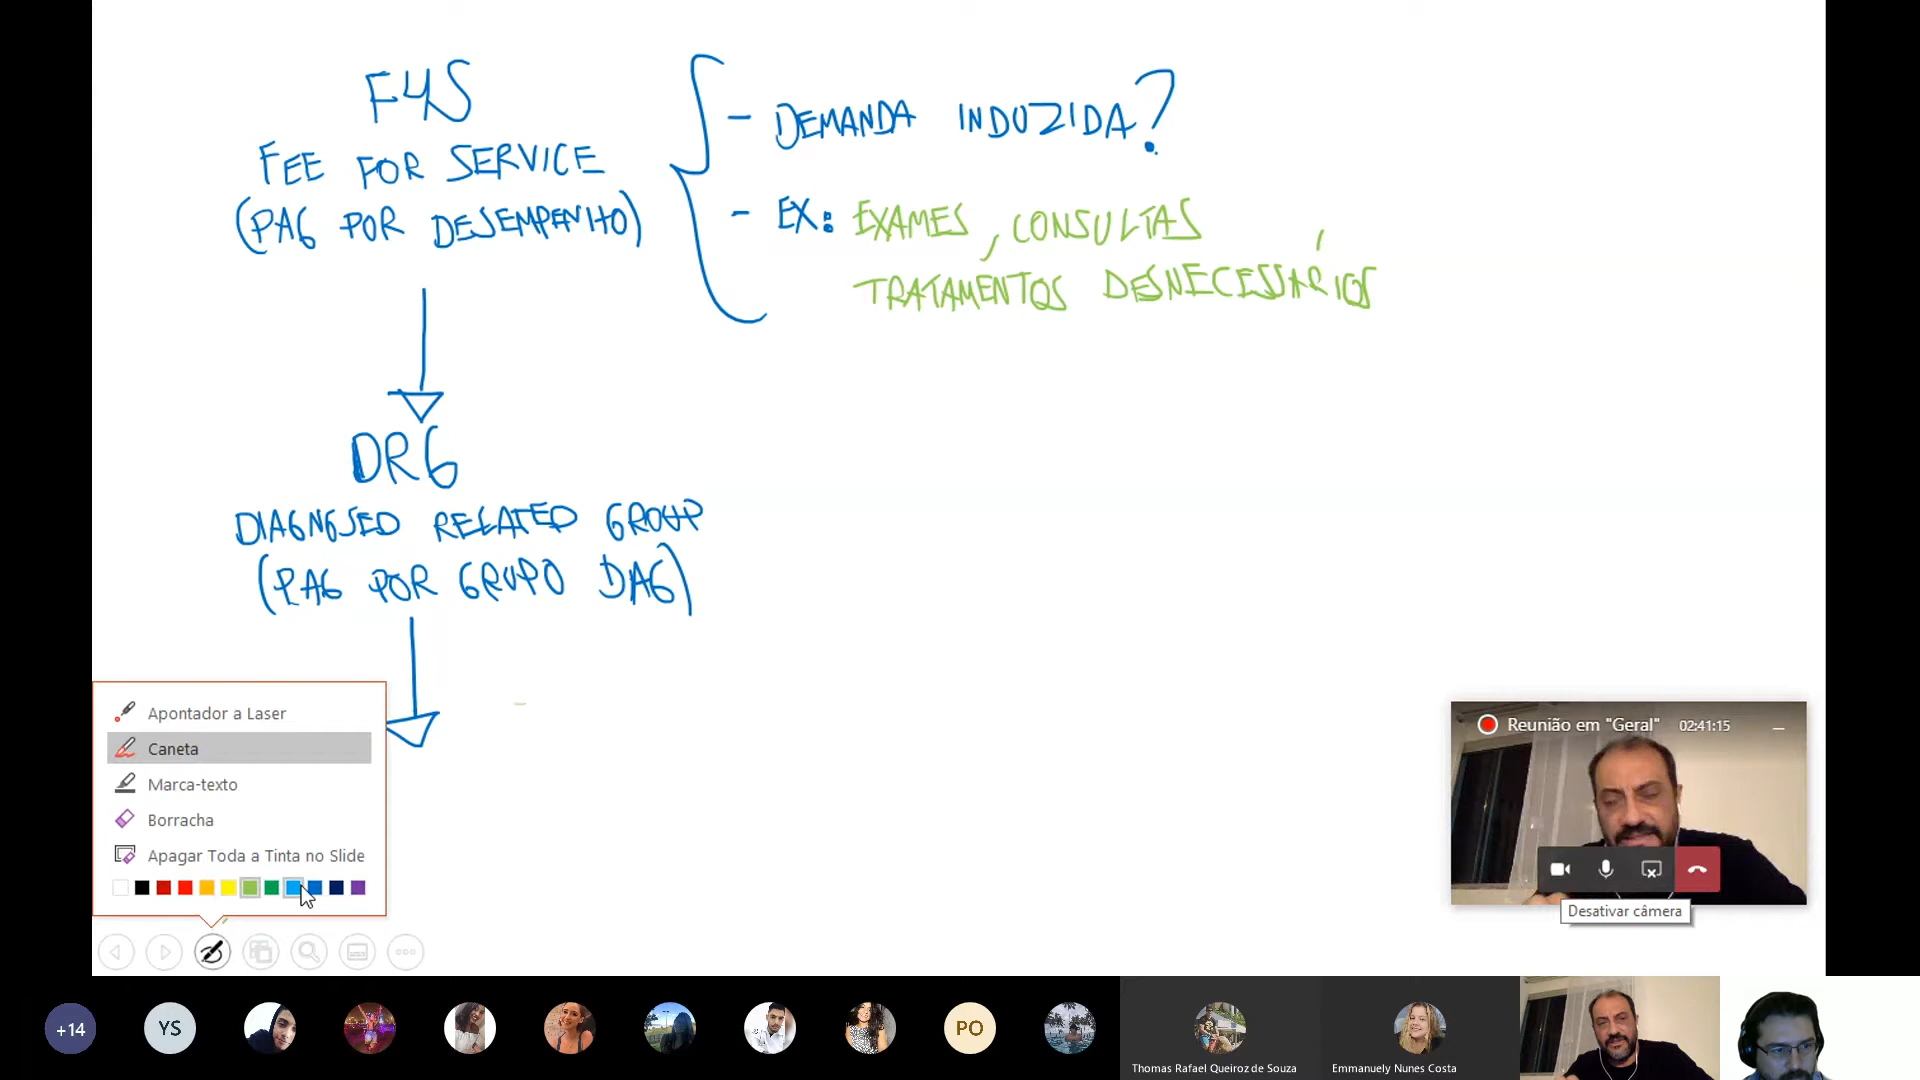 F4S
FEE FOR SERVICE
(PAG POR DESEMPENHO)
- DEMANDA INDUZIDA?
- EX: EXAMES, CONSULTAS
TRATAMENTOS DESNECESSÁRIOS
DRG
DIAGNOSED RELATED GROUP
(PAG POR GRUPO DAG)
Apontador a Laser
Caneta
Marca-texto
Borracha
Apagar Toda a Tinta no Slide
Reunião em "Geral" 02:41:15
Desativar câmera
+14
YS
PO
Thomas Rafael Queiroz de Souza
Emmanuely Nunes Costa